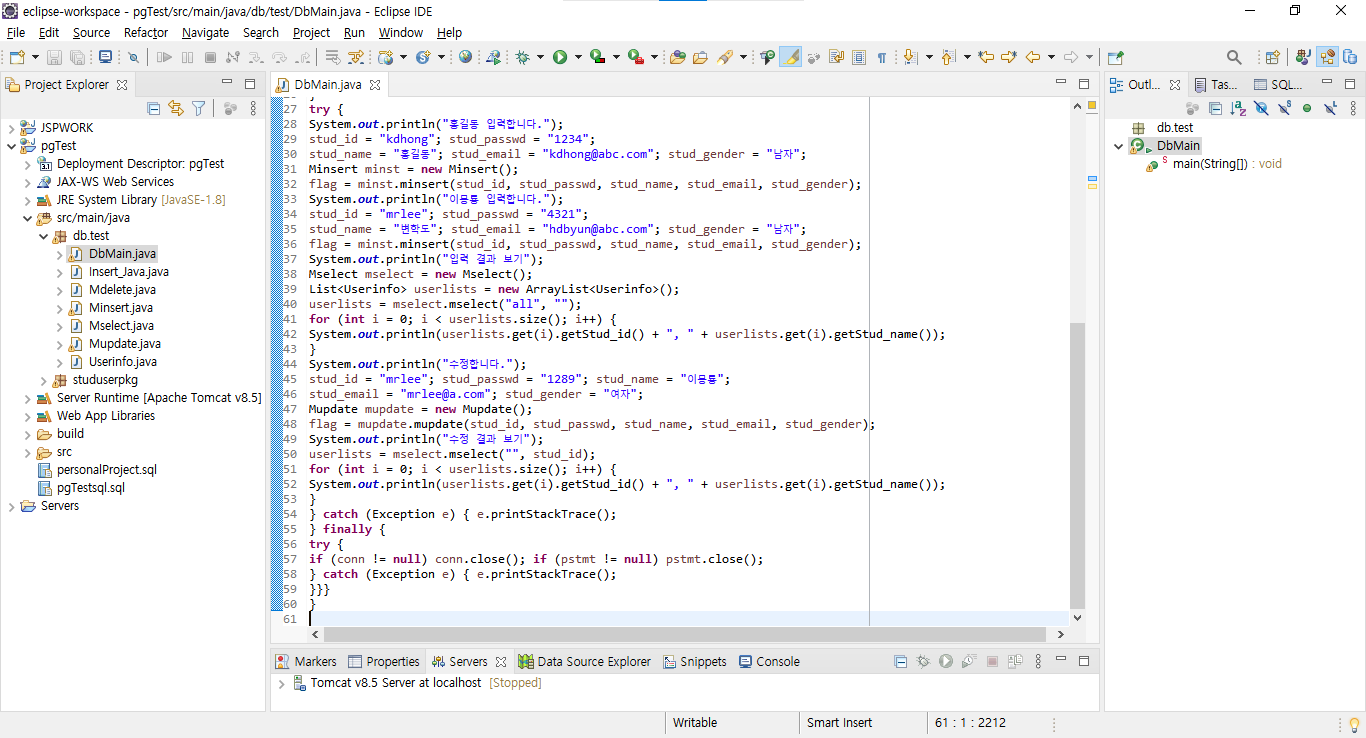 eclipse-workspace - pgTest/src/main/java/db/test/DbMain.java - Eclipse IDE
File Edit Source Refactor Navigate Search Project Run Window Help
Project Explorer
JSPWORK
pgTest
Deployment Descriptor: pgTest
JAX-WS Web Services
JRE System Library [JavaSE-1.8]
src/main/java
db.test
DbMain.java
Insert_Java.java
Mdelete.java
Minsert.java
Mselect.java
Mupdate.java
Userinfo.java
studuserpkg
Server Runtime [Apache Tomcat v8.5]
Web App Libraries
build
src
personalProject.sql
pgTestsql.sql
Servers
DbMain.java
27 try {
28 System.out.println("홍길동 입력합니다.");
29 stud_id = "kdhong"; stud_passwd = "1234";
30 stud_name = "홍길동"; stud_email = "kdhong@abc.com"; stud_gender = "남자";
31 Minsert minst = new Minsert();
32 flag = minst.minsert(stud_id, stud_passwd, stud_name, stud_email, stud_gender);
33 System.out.println("이몽룡 입력합니다.");
34 stud_id = "mrlee"; stud_passwd = "4321";
35 stud_name = "변학도"; stud_email = "hdbyun@abc.com"; stud_gender = "남자";
36 flag = minst.minsert(stud_id, stud_passwd, stud_name, stud_email, stud_gender);
37 System.out.println("입력 결과 보기");
38 Mselect mselect = new Mselect();
39 List<Userinfo> userlists = new ArrayList<Userinfo>();
40 userlists = mselect.mselect("all", "");
41 for (int i = 0; i < userlists.size(); i++) {
42 System.out.println(userlists.get(i).getStud_id() + ", " + userlists.get(i).getStud_name());
43 }
44 System.out.println("수정합니다.");
45 stud_id = "mrlee"; stud_passwd = "1289"; stud_name = "이몽룡";
46 stud_email = "mrlee@a.com"; stud_gender = "여자";
47 Mupdate mupdate = new Mupdate();
48 flag = mupdate.mupdate(stud_id, stud_passwd, stud_name, stud_email, stud_gender);
49 System.out.println("수정 결과 보기");
50 userlists = mselect.mselect("", stud_id);
51 for (int i = 0; i < userlists.size(); i++) {
52 System.out.println(userlists.get(i).getStud_id() + ", " + userlists.get(i).getStud_name());
53 }
54 } catch (Exception e) { e.printStackTrace();
55 } finally {
56 try {
57 if (conn != null) conn.close(); if (pstmt != null) pstmt.close();
58 } catch (Exception e) { e.printStackTrace();
59 }}}
60 }
61
Outl... Tas... SQL...
db.test
DbMain
main(String[]) : void
Markers Properties Servers Data Source Explorer Snippets Console
Tomcat v8.5 Server at localhost [Stopped]
Writable Smart Insert 61 : 1 : 2212